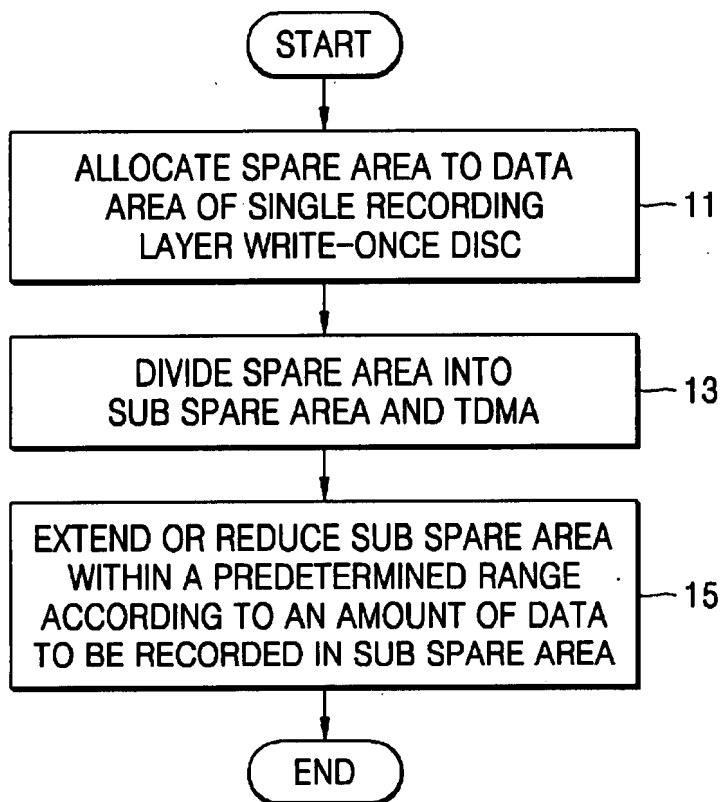 START
ALLOCATE SPARE AREA TO DATA
AREA OF SINGLE RECORDING
LAYER WRITE-ONCE DISC
11
DIVIDE SPARE AREA INTO
SUB SPARE AREA AND TDMA
13
EXTEND OR REDUCE SUB SPARE AREA
WITHIN A PREDETERMINED RANGE
ACCORDING TO AN AMOUNT OF DATA
TO BE RECORDED IN SUB SPARE AREA
15
END